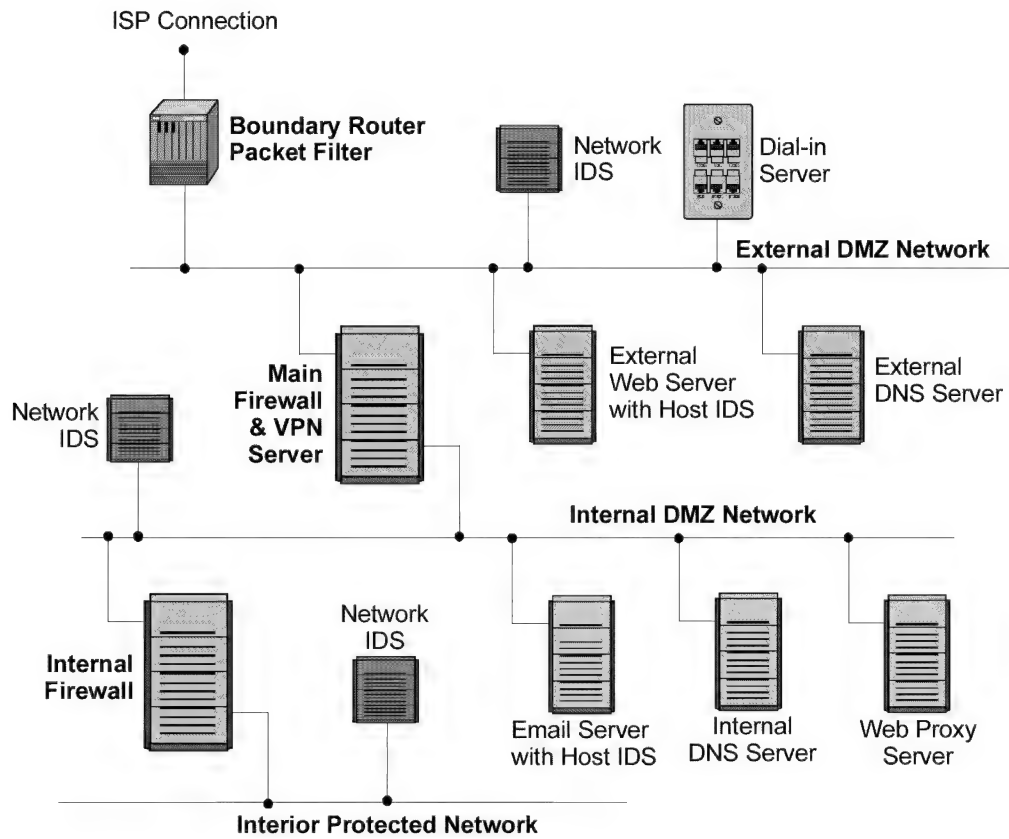 ISP Connection
Boundary Router
Packet Filter
Network
IDS
Dial-in
Server
External DMZ Network
Main
Firewall
& VPN
Server
External
Web Server
with Host IDS
External
DNS Server
Network
IDS
Internal DMZ Network
Internal
Firewall
Network
IDS
Email Server
with Host IDS
Internal
DNS Server
Web Proxy
Server
Interior Protected Network